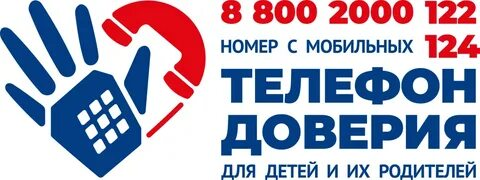 8 800 2000 122
НОМЕР С МОБИЛЬНЫХ 124
ТЕЛЕФОН
ДОВЕРИЯ
ДЛЯ ДЕТЕЙ И ИХ РОДИТЕЛЕЙ